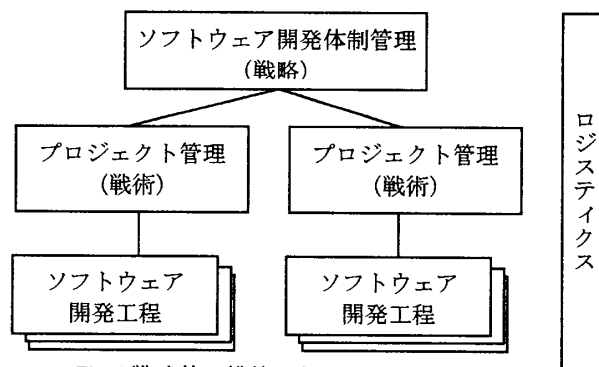 ソフトウェア開発体制管理
(戦略)
プロジェクト管理
(戦術)
プロジェクト管理
(戦術)
ソフトウェア
開発工程
ソフトウェア
開発工程
ロジスティクス